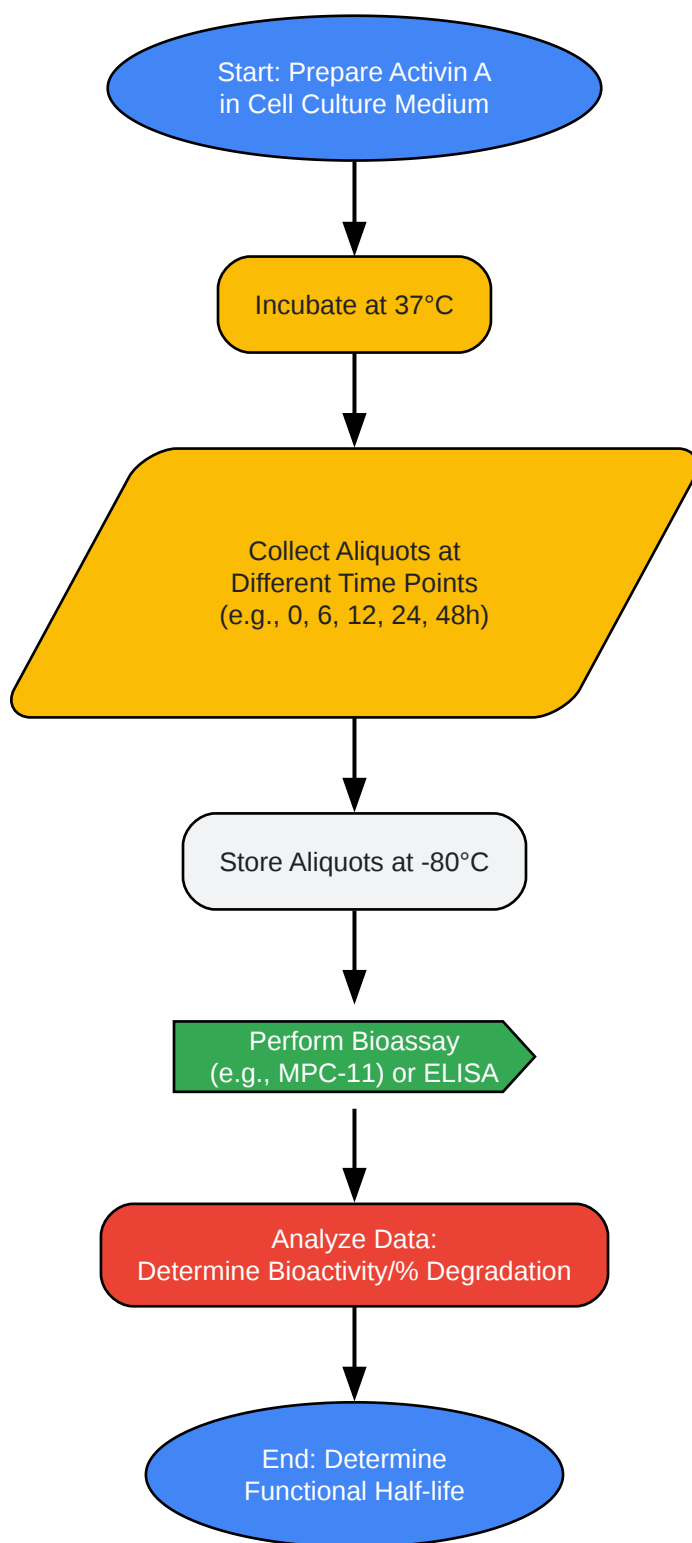 Start: Prepare Activin A
in Cell Culture Medium
Incubate at 37°C
Collect Aliquots at
Different Time Points
(e.g., 0, 6, 12, 24, 48h)
Store Aliquots at -80°C
Perform Bioassay
(e.g., MPC-11) or ELISA
Analyze Data:
Determine Bioactivity/% Degradation
End: Determine
Functional Half-life